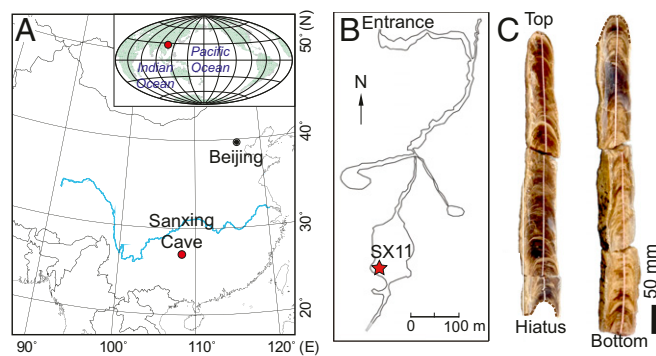 A
Pacific
Ocean
Indian
Ocean
50° (N)
40°
30°
20°
Beijing
Sanxing
Cave
90°
100°
110°
120° (E)
B
Entrance
N
SX11
0
100 m
C
Top
Hiatus
Bottom
50 mm